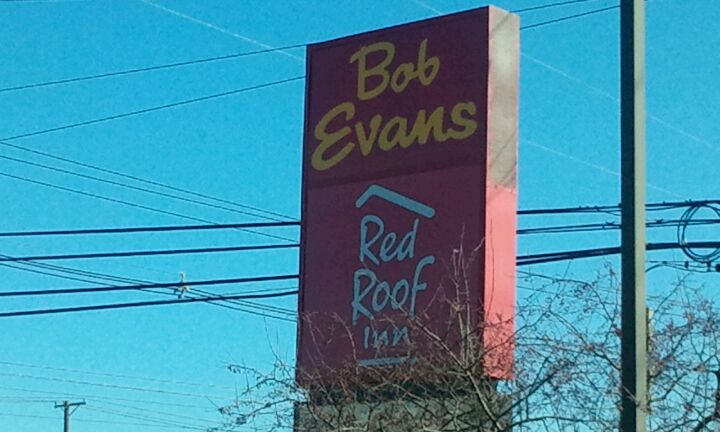 Bob
Evans
Red
Roof
inn